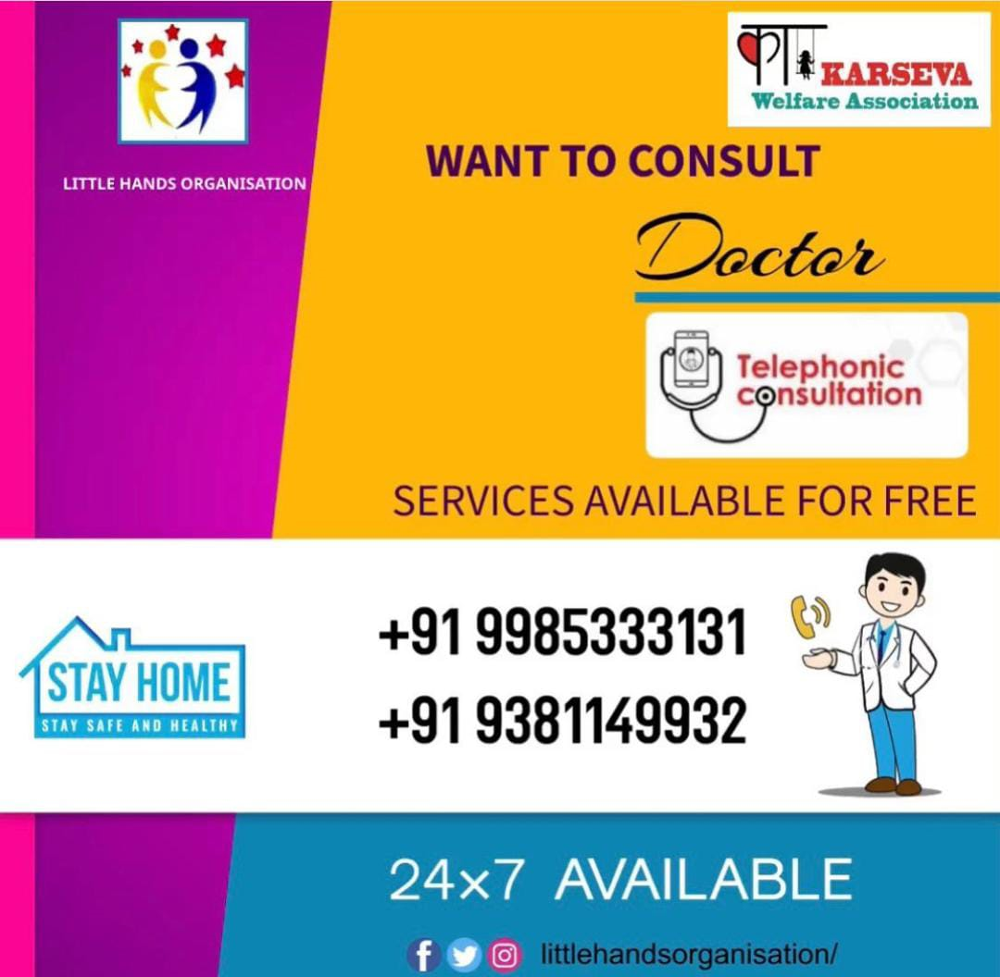 LITTLE HANDS ORGANISATION
का KARSEVA
Welfare Association
WANT TO CONSULT
Doctor
Telephonic
consultation
SERVICES AVAILABLE FOR FREE
STAY HOME
STAY SAFE AND HEALTHY
+91 9985333131
+91 9381149932
24×7 AVAILABLE
littlehandsorganisation/